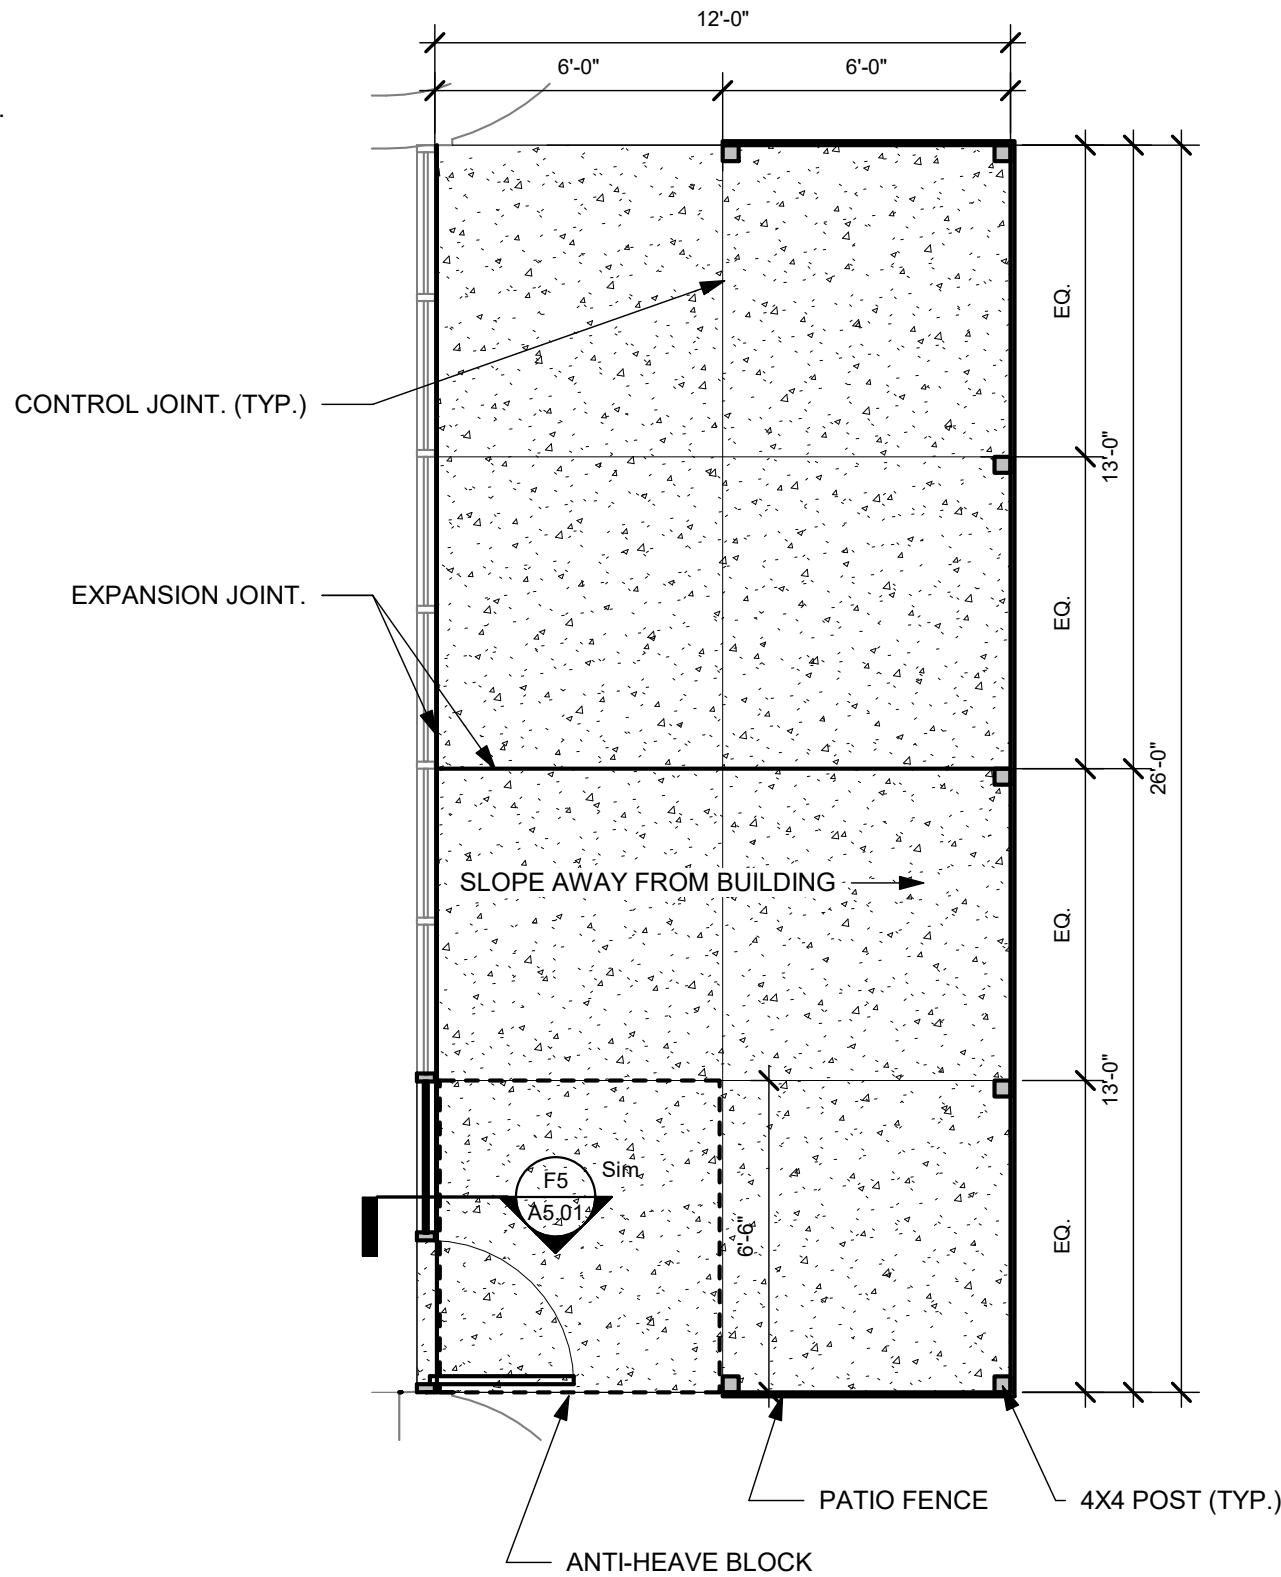 12'-0"
6'-0"
6'-0"
.
EQ.
CONTROL JOINT. (TYP.)
13'-0"
EXPANSION JOINT.
EQ.
26'-0"
SLOPE AWAY FROM BUILDING
EQ.
13'-0"
Sim
F5
A5.01
6'-6"
EQ.
PATIO FENCE
4X4 POST (TYP.)
ANTI-HEAVE BLOCK